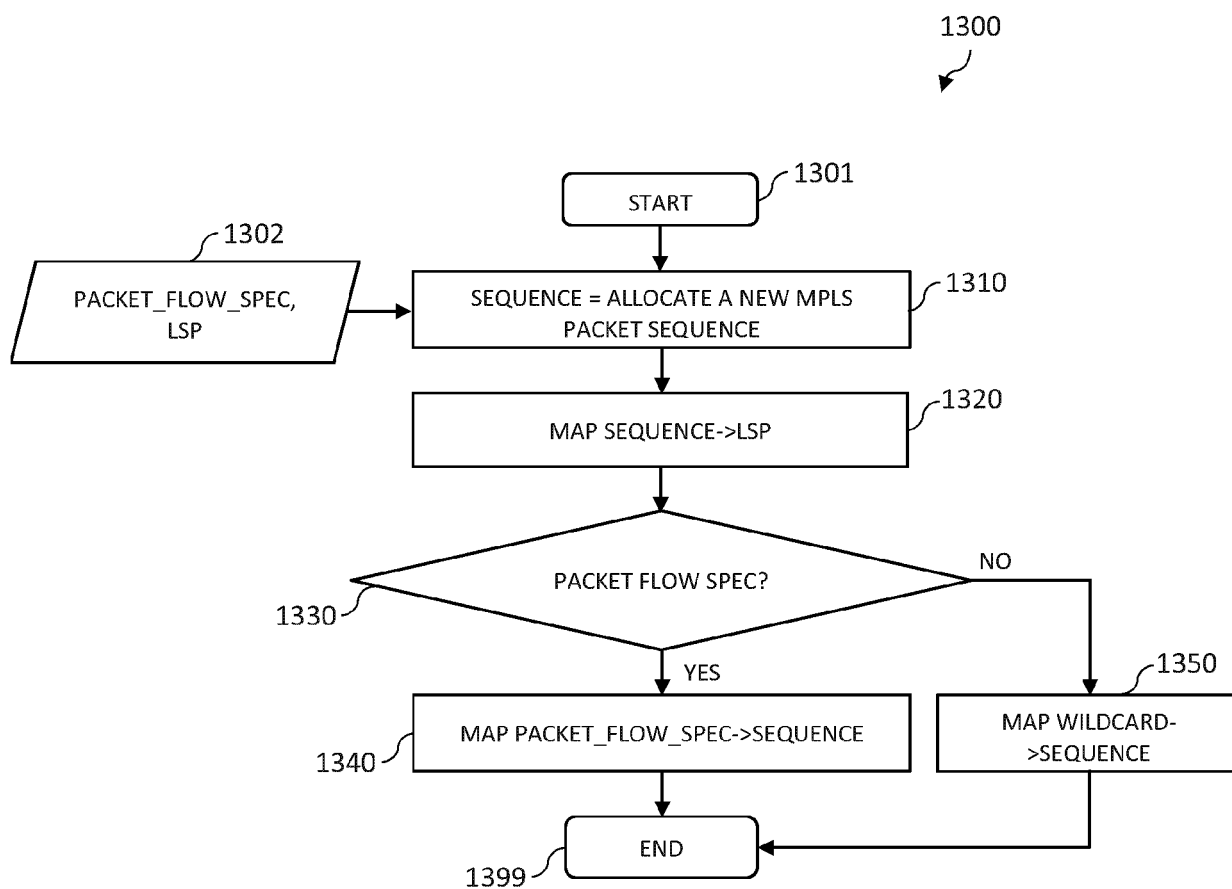 1300
1301
START
1302
PACKET_FLOW_SPEC,
LSP
SEQUENCE = ALLOCATE A NEW MPLS
PACKET SEQUENCE
1310
MAP SEQUENCE->LSP
1320
PACKET FLOW SPEC?
NO
1330
YES
1350
MAP PACKET_FLOW_SPEC->SEQUENCE
1340
MAP WILDCARD-
>SEQUENCE
END
1399